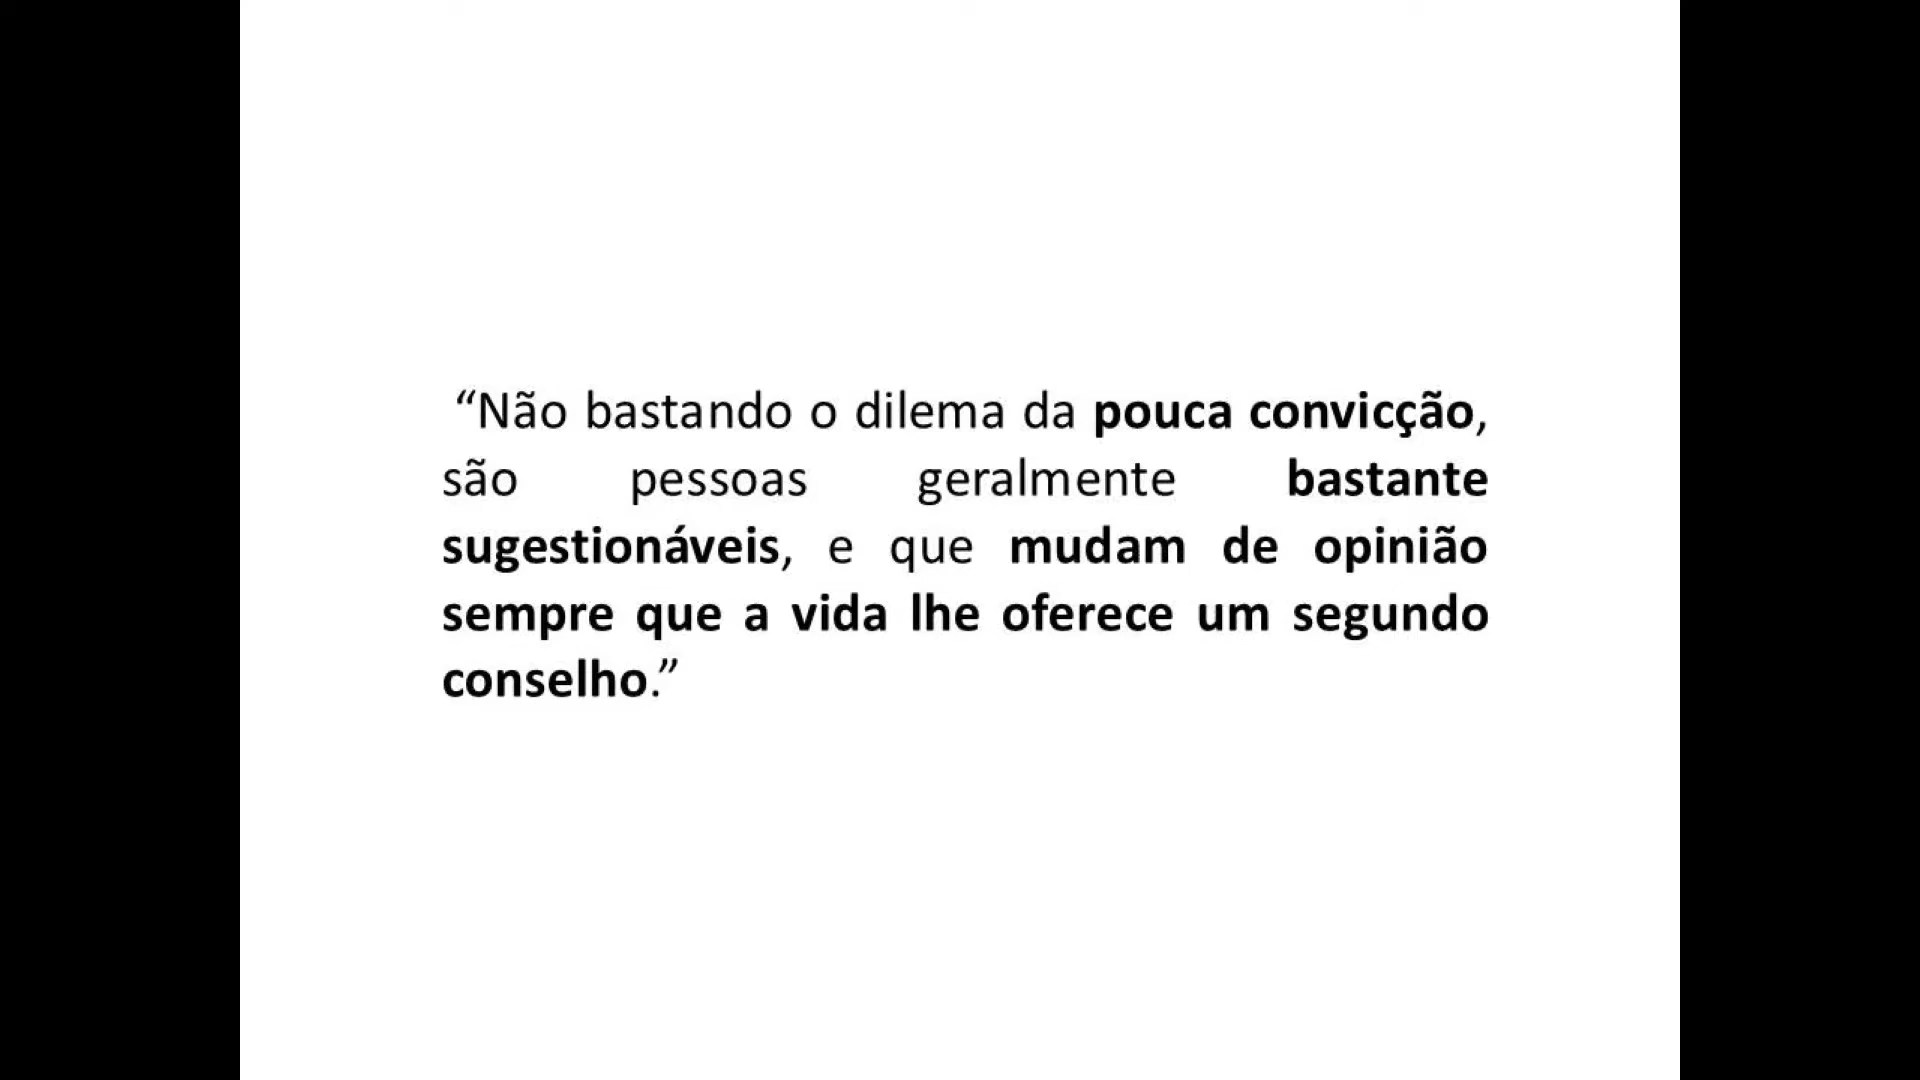 “Não bastando o dilema da pouca convicção,
são pessoas geralmente bastante
sugestionáveis, e que mudam de opinião
sempre que a vida lhe oferece um segundo
conselho.”